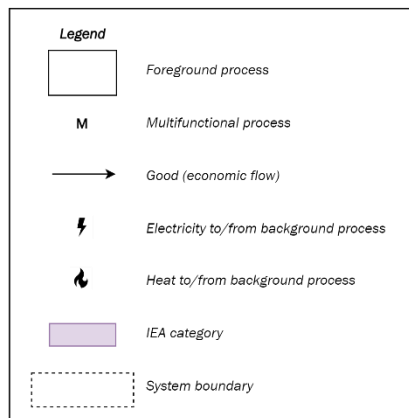 Legend
Foreground process
M Multifunctional process
Good (economic flow)
Electricity to/from background process
Heat to/from background process
IEA category
System boundary